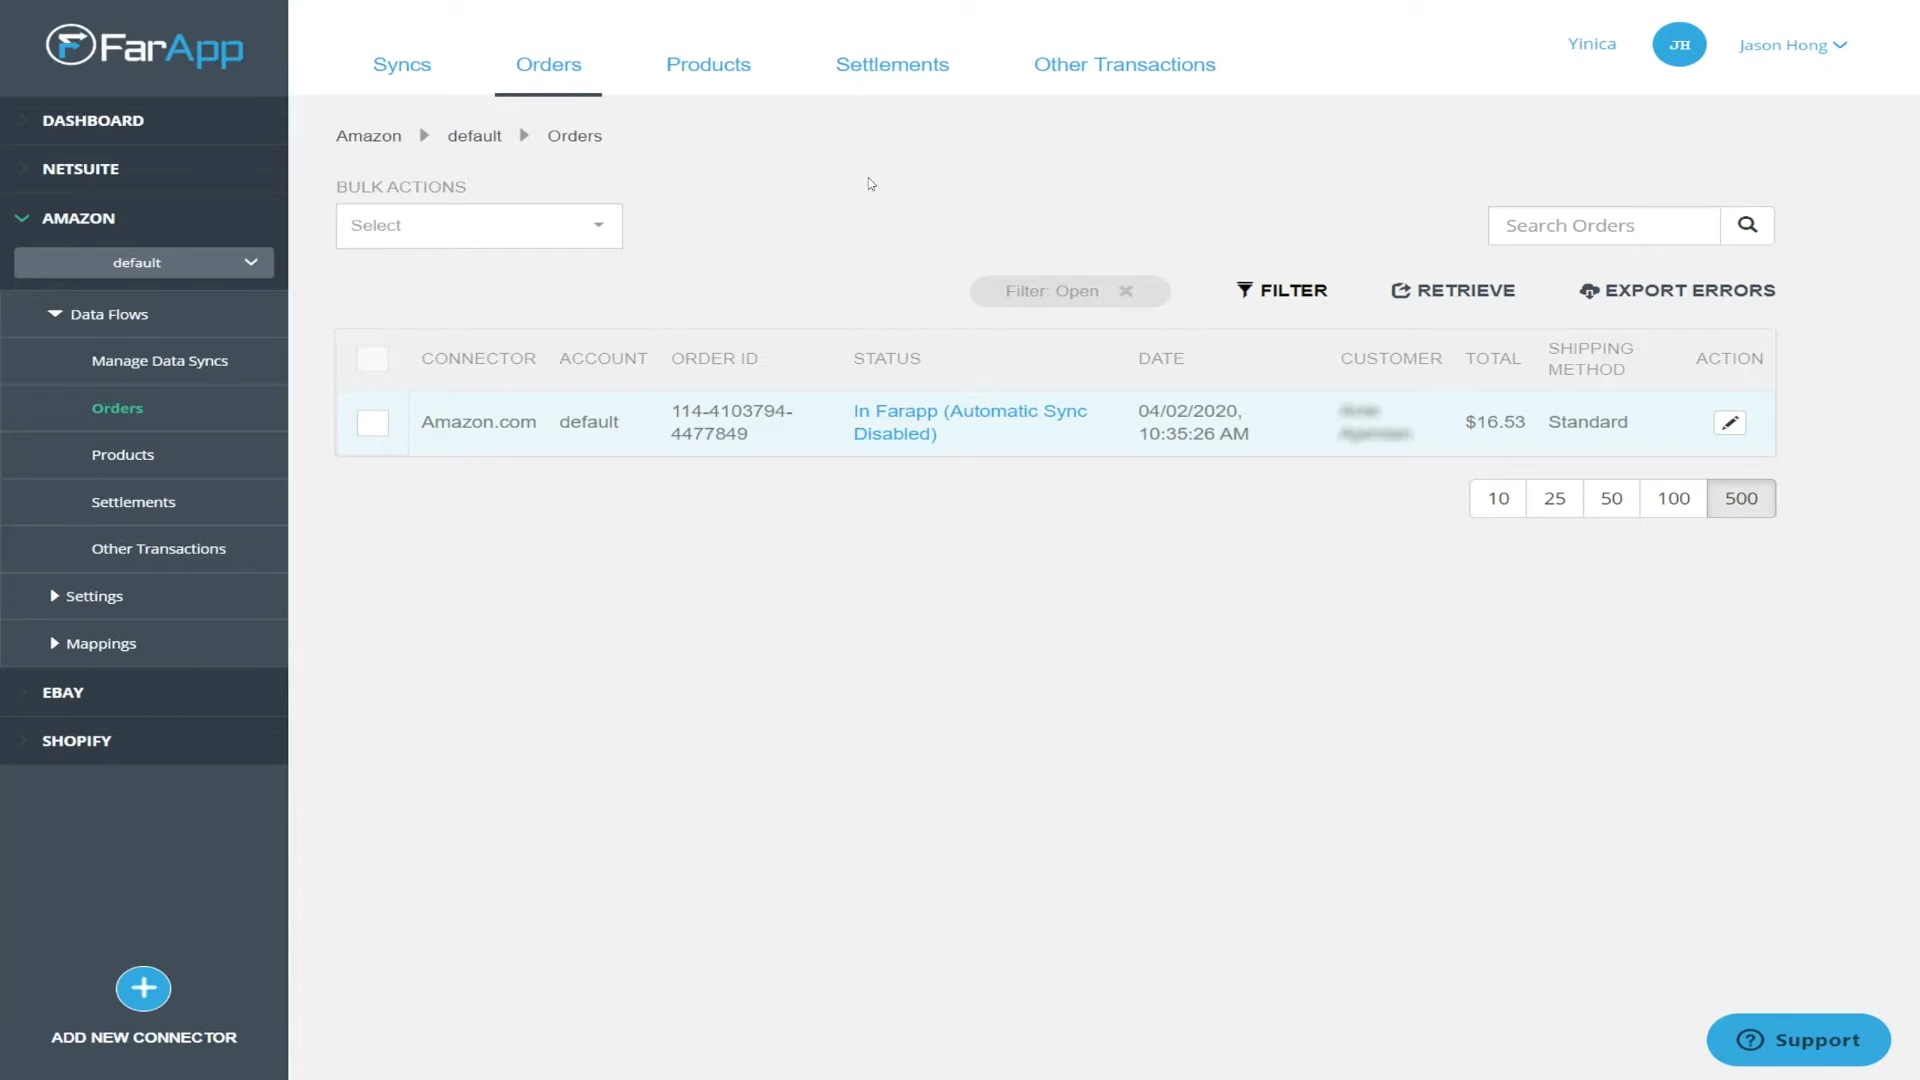 FarApp
DASHBOARD
NETSUITE
AMAZON
default
Data Flows
Manage Data Syncs
Orders
Products
Settlements
Other Transactions
Settings
Mappings
EBAY
SHOPIFY
ADD NEW CONNECTOR
Syncs Orders Products Settlements Other Transactions
Yinica JH Jason Hong
Amazon default Orders
BULK ACTIONS
Select
Search Orders
Filter: Open FILTER RETRIEVE EXPORT ERRORS
CONNECTOR ACCOUNT ORDER ID STATUS DATE CUSTOMER TOTAL SHIPPING METHOD ACTION
Amazon.com default 114-4103794- In Farapp (Automatic Sync 04/02/2020, $16.53 Standard
4477849 Disabled) 10:35:26 AM
10 25 50 100 500
Support